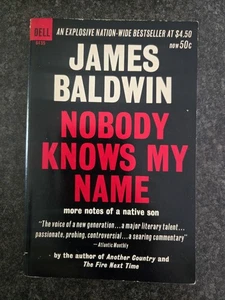 DELL
AN EXPLOSIVE NATION-WIDE BESTSELLER AT $4.50
now 50c
JAMES
BALDWIN
NOBODY
KNOWS MY
NAME
more notes of a native son
"The voice of a new generation...a major literary talent...
passionate, probing, controversial...a searing commentary"
— Atlantic Monthly
by the author of Another Country and
The Fire Next Time